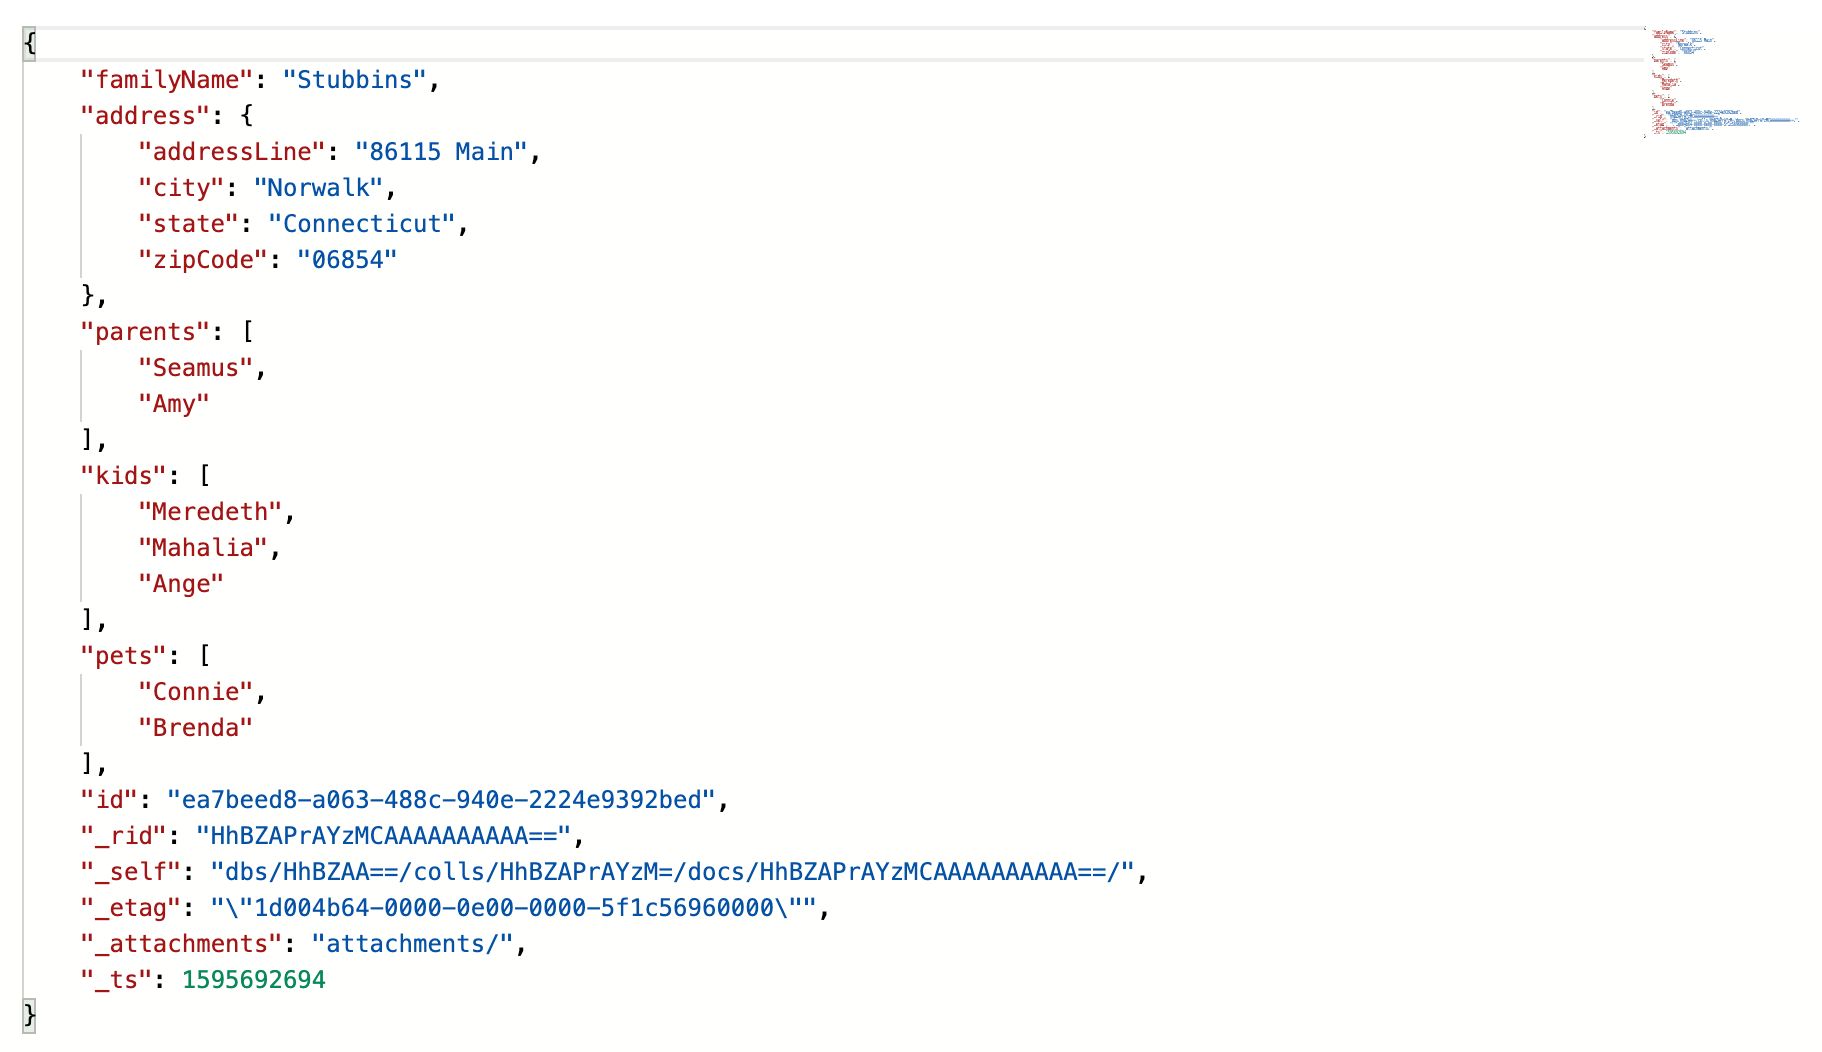 {
    "familyName": "Stubbins",
    "address": {
        "addressLine": "86115 Main",
        "city": "Norwalk",
        "state": "Connecticut",
        "zipCode": "06854"
    },
    "parents": [
        "Seamus",
        "Amy"
    ],
    "kids": [
        "Meredeth",
        "Mahalia",
        "Ange"
    ],
    "pets": [
        "Connie",
        "Brenda"
    ],
    "id": "ea7beed8-a063-488c-940e-2224e9392bed",
    "_rid": "HhBZAPrAYzMCAAAAAAAAAA==",
    "_self": "dbs/HhBZAA==/colls/HhBZAPrAYzM=/docs/HhBZAPrAYzMCAAAAAAAAAA==/",
    "_etag": "\"1d004b64-0000-0e00-0000-5f1c56960000\"",
    "_attachments": "attachments/",
    "_ts": 1595692694
}